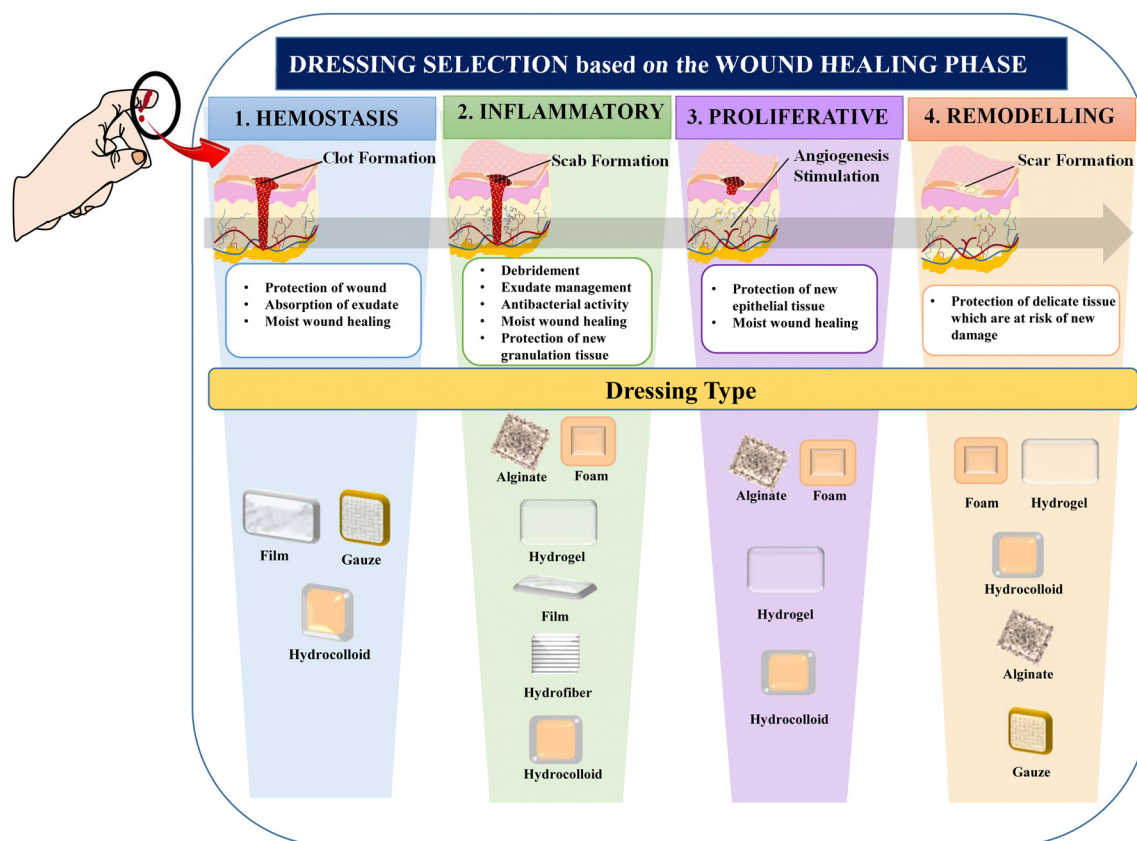 DRESSING SELECTION based on the WOUND HEALING PHASE
1. HEMOSTASIS
Clot Formation
• Protection of wound
• Absorption of exudate
• Moist wound healing
2. INFLAMMATORY
Scab Formation
• Debridement
• Exudate management
• Antibacterial activity
• Moist wound healing
• Protection of new
granulation tissue
3. PROLIFERATIVE
Angiogenesis
Stimulation
• Protection of new
epithelial tissue
• Moist wound healing
4. REMODELLING
Scar Formation
• Protection of delicate tissue
which are at risk of new
damage
Dressing Type
Film
Gauze
Hydrocolloid
Alginate
Foam
Hydrogel
Film
Hydrofiber
Hydrocolloid
Alginate
Foam
Hydrogel
Hydrocolloid
Foam
Hydrogel
Hydrocolloid
Alginate
Gauze